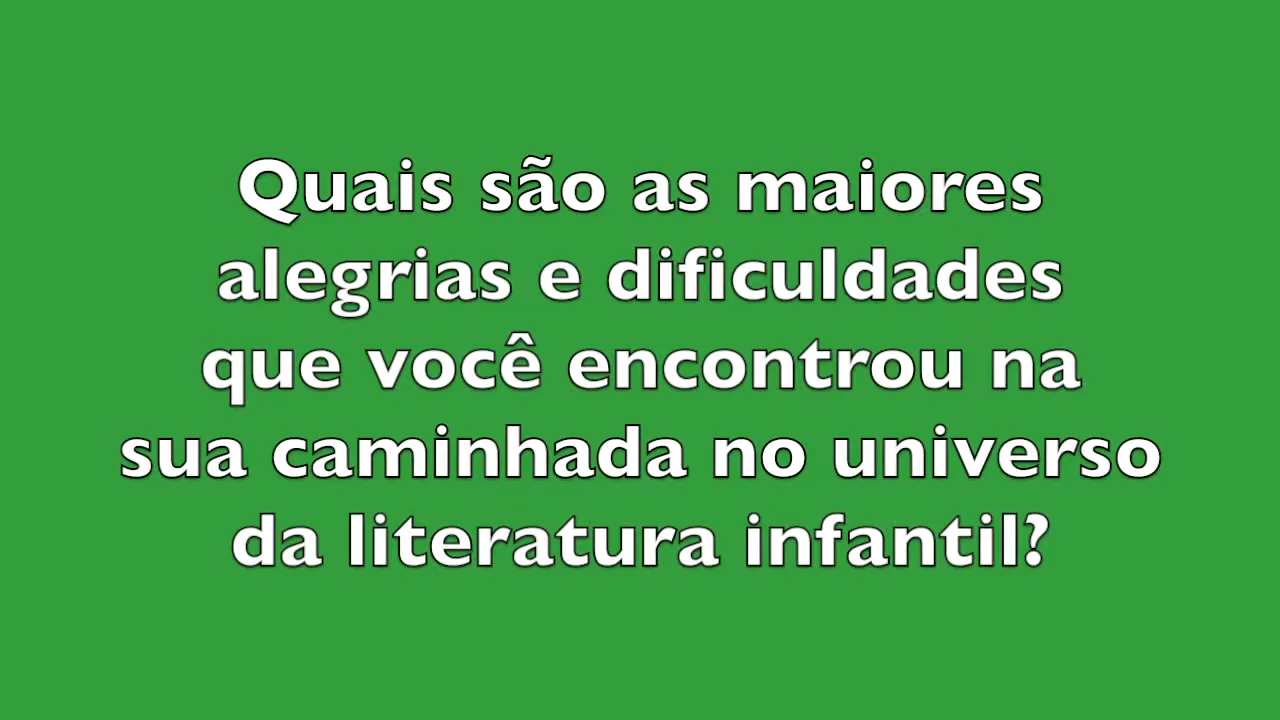 Quais são as maiores
alegrias e dificuldades
que você encontrou na
sua caminhada no universo
da literatura infantil?